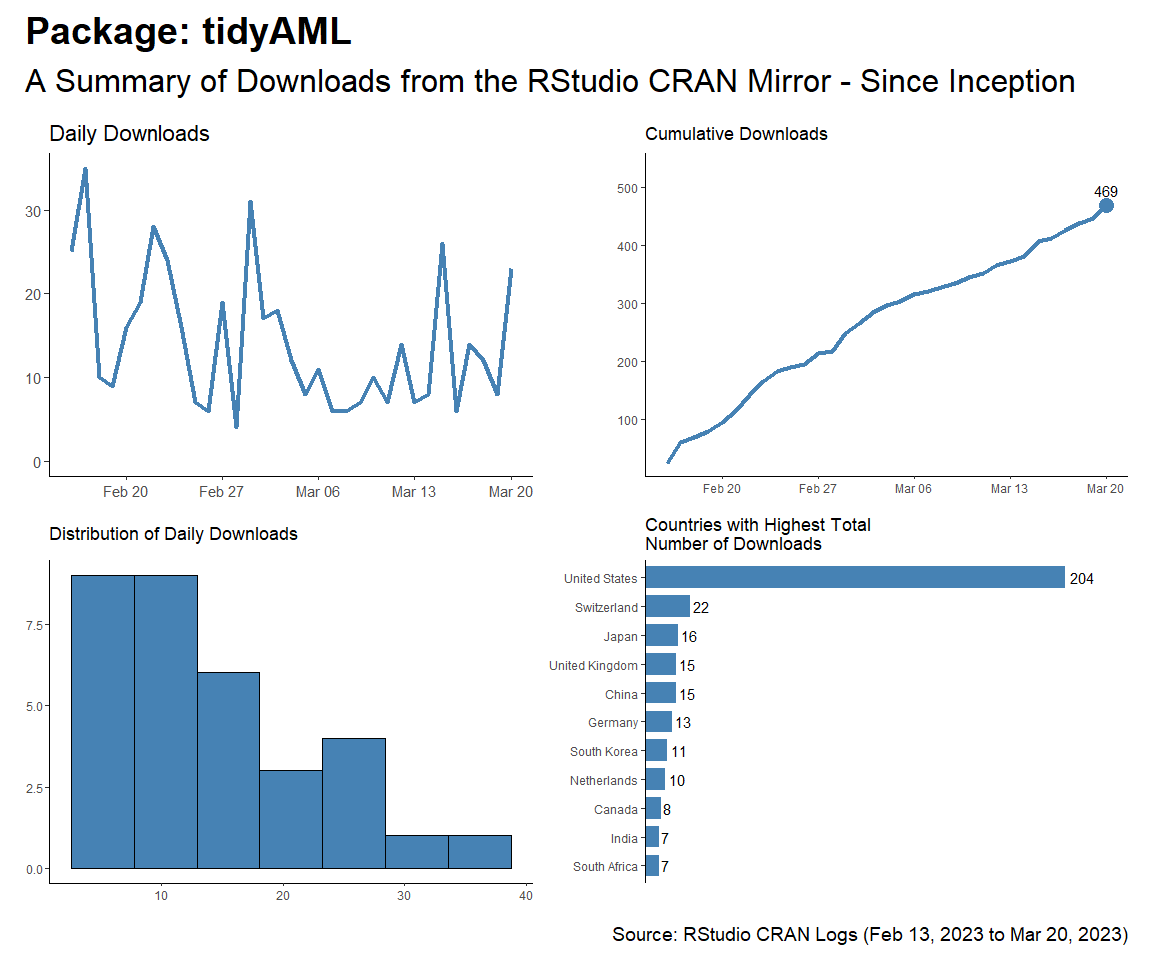 Package: tidyAML
A Summary of Downloads from the RStudio CRAN Mirror - Since Inception
Daily Downloads
30
20
10
0
Feb 20 Feb 27 Mar 06 Mar 13 Mar 20
Cumulative Downloads
500
400
300
200
100
469
Feb 20 Feb 27 Mar 06 Mar 13 Mar 20
Distribution of Daily Downloads
7.5
5.0
2.5
0.0
10 20 30 40
Countries with Highest Total
Number of Downloads
United States 204
Switzerland 22
Japan 16
United Kingdom 15
China 15
Germany 13
South Korea 11
Netherlands 10
Canada 8
India 7
South Africa 7
Source: RStudio CRAN Logs (Feb 13, 2023 to Mar 20, 2023)